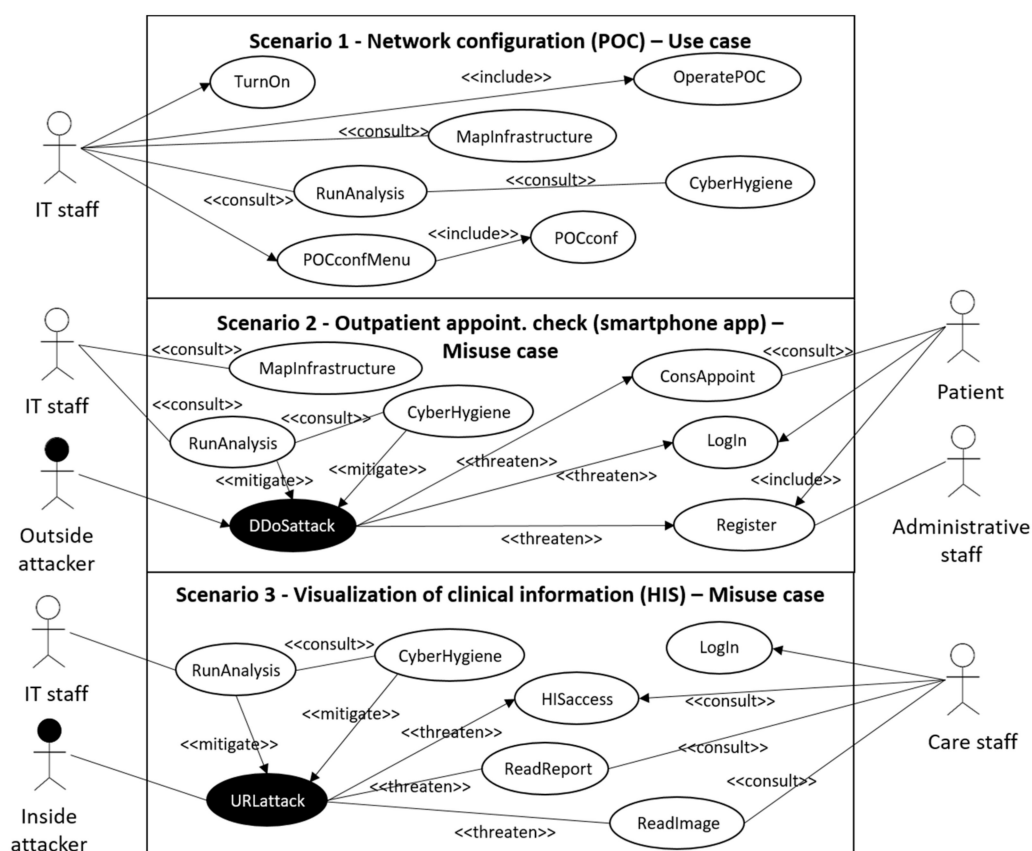 Scenario 1 - Network configuration (POC) – Use case
TurnOn
<<include>>
OperatePOC
<<consult>>
MapInfrastructure
IT staff
RunAnalysis
<<consult>>
CyberHygiene
<<consult>>
POCconfMenu
<<include>>
POCconf
Scenario 2 - Outpatient appoint. check (smartphone app) –
Misuse case
<<consult>>
MapInfrastructure
<<consult>>
ConsAppoint
IT staff
Patient
<<consult>>
<<consult>>
CyberHygiene
RunAnalysis
LogIn
<<threaten>>
<<mitigate>>
<<threaten>>
<<mitigate>>
<<include>>
DDoSattack
Register
<<threaten>>
Outside
attacker
Administrative
staff
Scenario 3 - Visualization of clinical information (HIS) – Misuse case
<<consult>>
RunAnalysis
CyberHygiene
LogIn
IT staff
HISaccess
<<consult>>
<<mitigate>>
<<threaten>>
<<mitigate>>
<<consult>>
Care staff
ReadReport
<<threaten>>
<<consult>>
URLattack
ReadImage
<<threaten>>
Inside
attacker